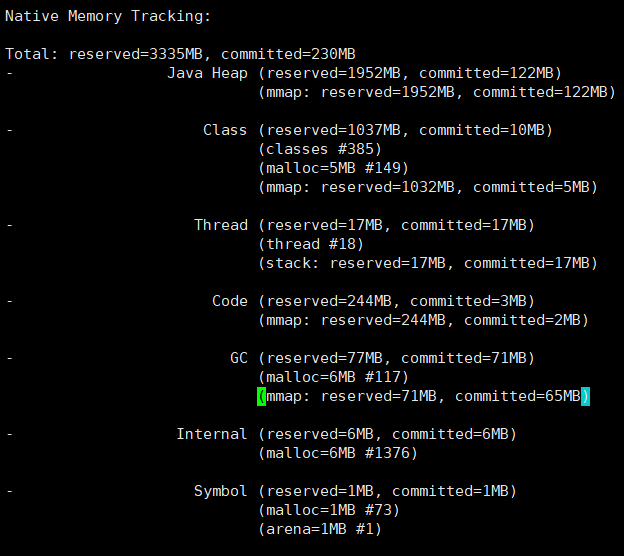 Native Memory Tracking:
Total: reserved=3335MB, committed=230MB
- Java Heap (reserved=1952MB, committed=122MB)
(mmap: reserved=1952MB, committed=122MB)
- Class (reserved=1037MB, committed=10MB)
(classes #385)
(malloc=5MB #149)
(mmap: reserved=1032MB, committed=5MB)
- Thread (reserved=17MB, committed=17MB)
(thread #18)
(stack: reserved=17MB, committed=17MB)
- Code (reserved=244MB, committed=3MB)
(mmap: reserved=244MB, committed=2MB)
- GC (reserved=77MB, committed=71MB)
(malloc=6MB #117)
(mmap: reserved=71MB, committed=65MB)
- Internal (reserved=6MB, committed=6MB)
(malloc=6MB #1376)
- Symbol (reserved=1MB, committed=1MB)
(malloc=1MB #73)
(arena=1MB #1)